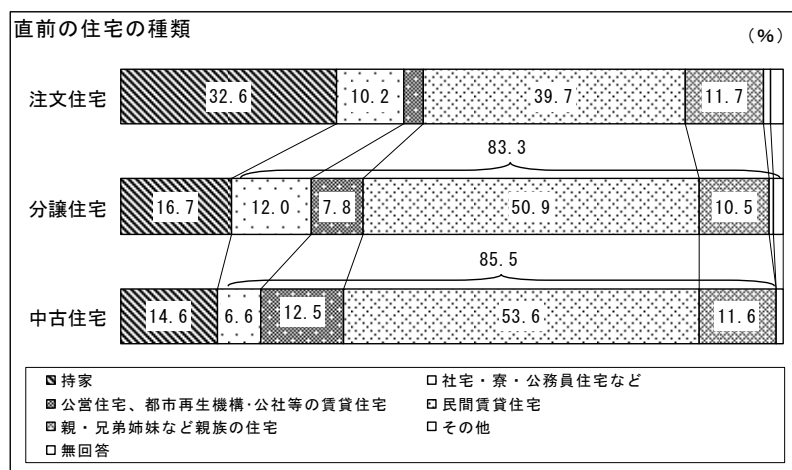 直前の住宅の種類
(%)
注文住宅 32.6 10.2 39.7 11.7
83.3
分譲住宅 16.7 12.0 7.8 50.9 10.5
85.5
中古住宅 14.6 6.6 12.5 53.6 11.6
持家 社宅・寮・公務員住宅など
公営住宅、都市再生機構・公社等の賃貸住宅 民間賃貸住宅
親・兄弟姉妹など親族の住宅 その他
無回答